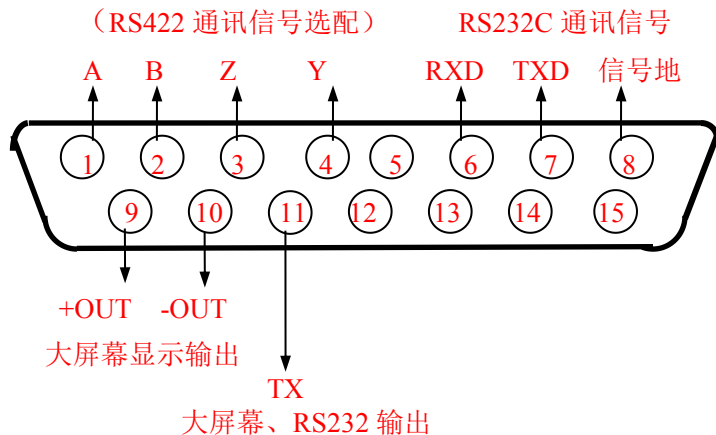 （RS422 通讯信号选配） RS232C 通讯信号
A B Z Y RXD TXD 信号地
1 2 3 4 5 6 7 8
9 10 11 12 13 14 15
+OUT -OUT
大屏幕显示输出
TX
大屏幕、RS232 输出